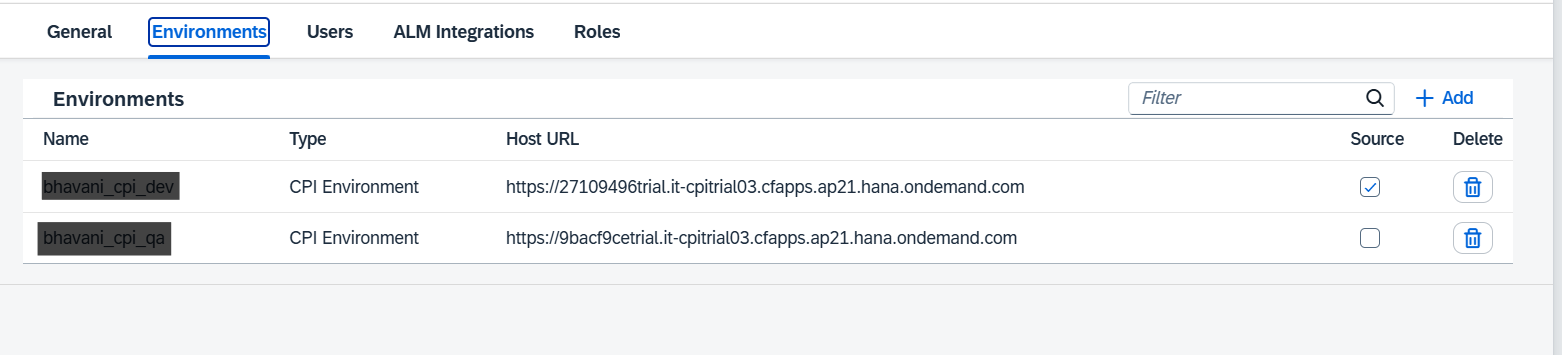 General Environments Users ALM Integrations Roles
Environments Filter Add
Name Type Host URL Source Delete
bhavani_cpi_dev CPI Environment https://27109496trial.it-cpitrial03.cfapps.ap21.hana.ondemand.com
bhavani_cpi_qa CPI Environment https://9bacf9cetrial.it-cpitrial03.cfapps.ap21.hana.ondemand.com